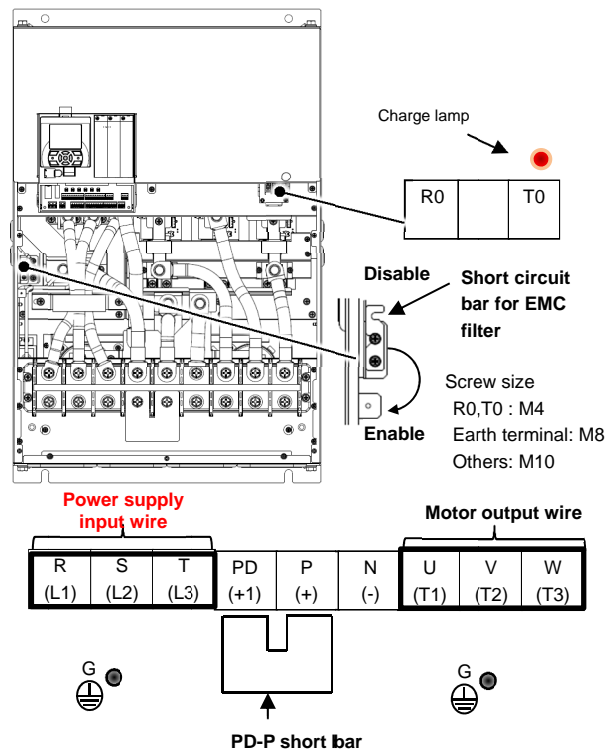 Charge lamp
R0 T0
Disable
Short circuit
bar for EMC
filter
Enable
Screw size
R0,T0 : M4
Earth terminal: M8
Others: M10
Power supply
input wire
Motor output wire
R S T PD P N U V W
(L1) (L2) (L3) (+1) (+) (-) (T1) (T2) (T3)
G G
PD-P short bar